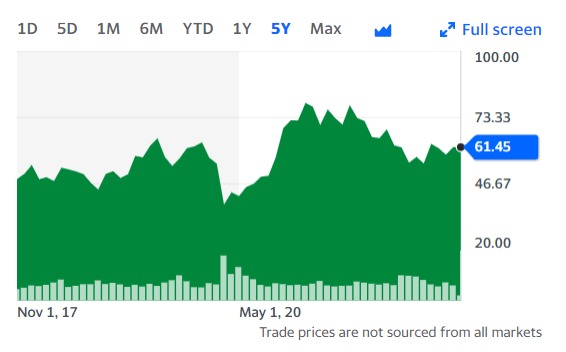 1D 5D 1M 6M YTD 1Y 5Y Max Full screen
100.00
73.33
61.45
46.67
20.00
Nov 1, 17 May 1, 20
Trade prices are not sourced from all markets